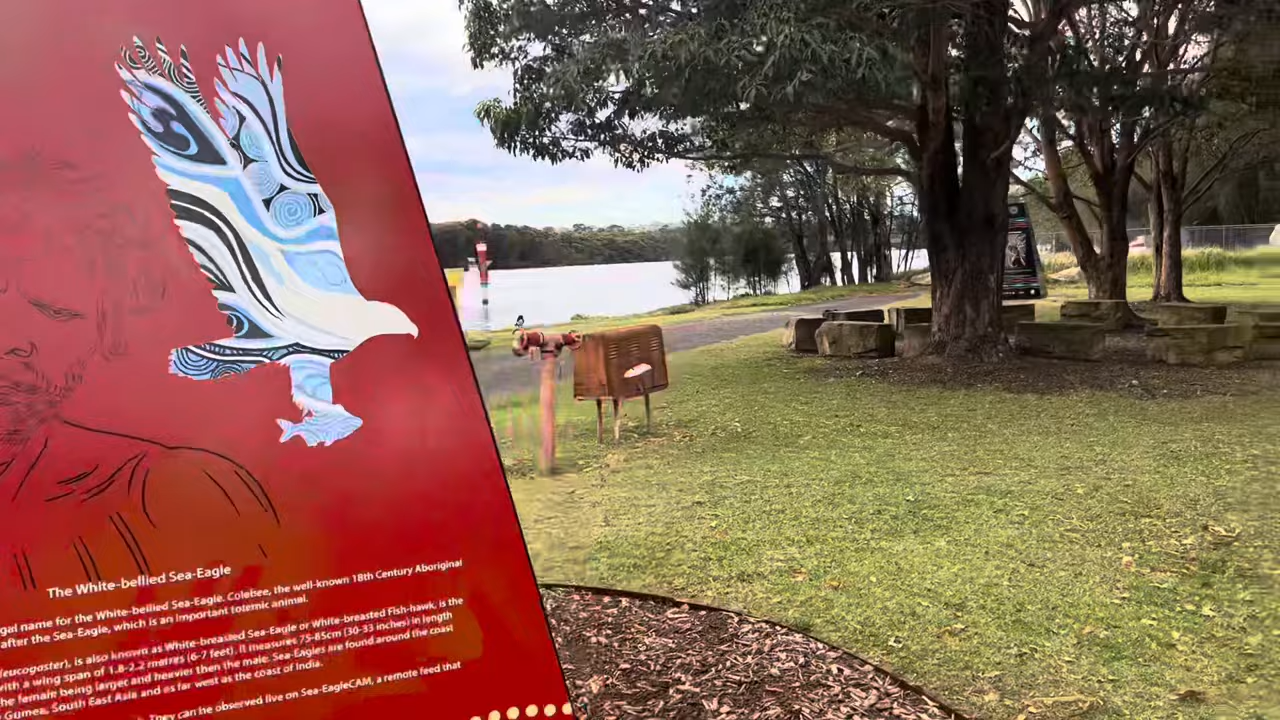 The White-bellied Sea-Eagle
gal name for the White-bellied Sea-Eagle. Colebee, the well-known 18th Century Aboriginal
after the Sea-Eagle, which is an important totemic animal.
leucogaster), is also known as White-breasted Sea-Eagle or White-breasted Fish-hawk, is the
with a wing span of 1.8-2.2 metres (6-7 feet). It measures 75-85cm (30-33 inches) in length
he female being larger and heavier then the male. Sea-Eagles are found around the coast
Guinea, South East Asia and as far west as the coast of India.
They can be observed live on Sea-EagleCAM, a remote feed that